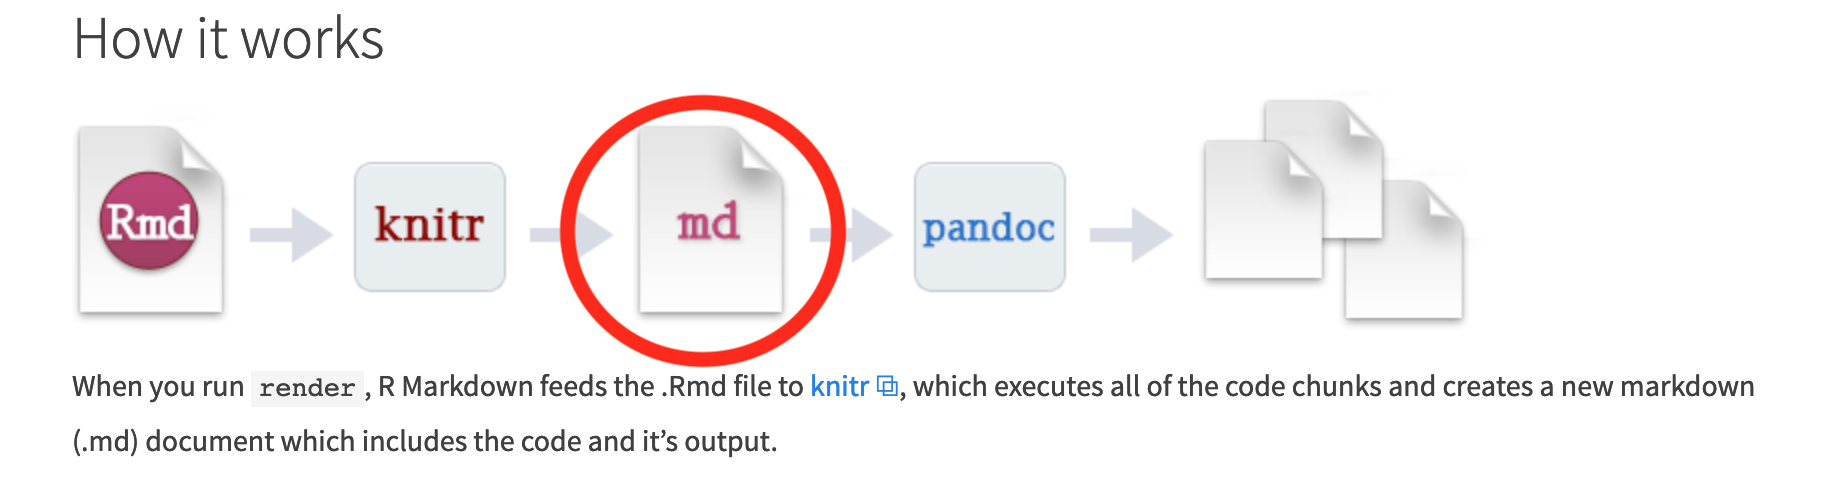 How it works
Rmd
knitr
md
pandoc
When you run render, R Markdown feeds the .Rmd file to knitr, which executes all of the code chunks and creates a new markdown
(.md) document which includes the code and it's output.